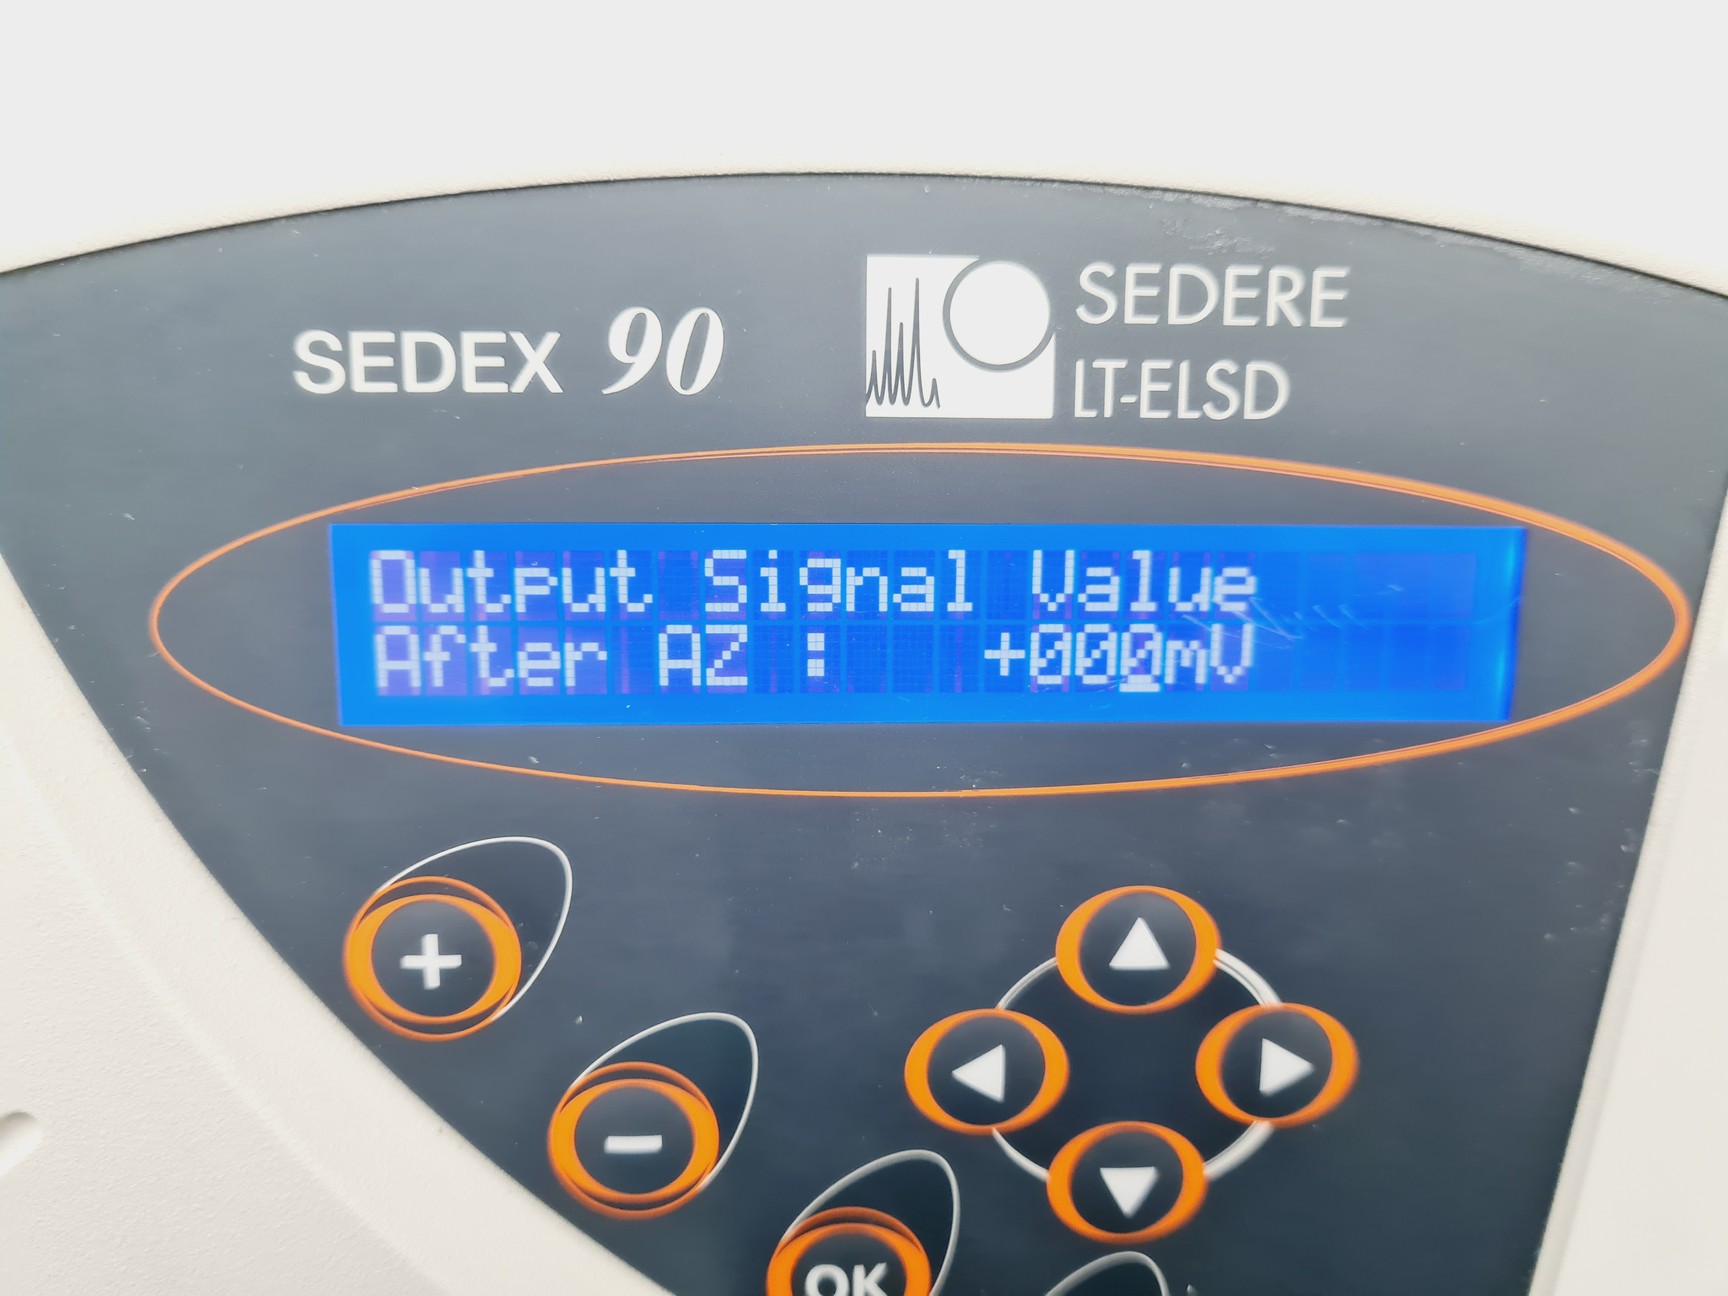 SEDEX 90
SEDERE
LT-ELSD
Output Signal Value
After AZ :   +000mV
+
-
OK